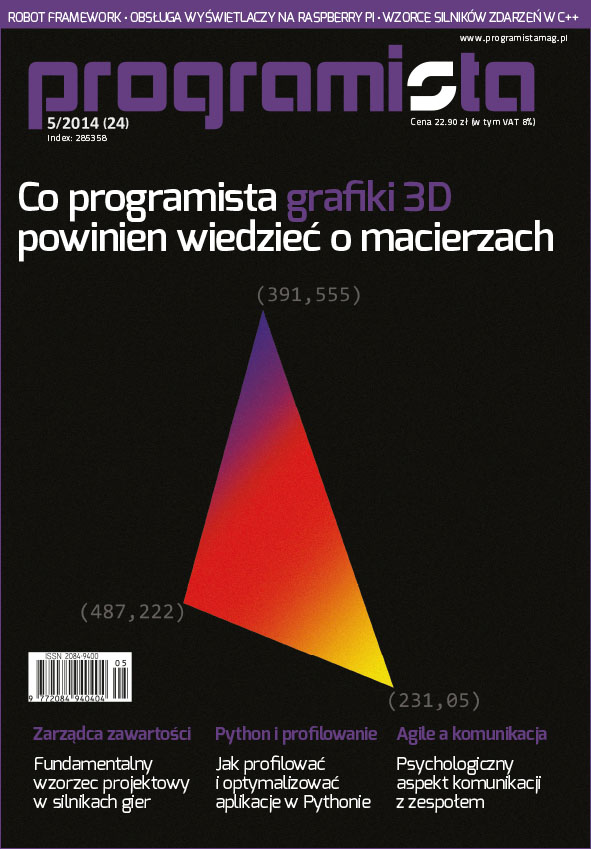 ROBOT FRAMEWORK • OBSŁUGA WYŚWIETLACZY NA RASPBERRY PI • WZORCE SILNIKÓW ZDARZEŃ W C++
www.programistamag.pl
programista
5/2014 (24)
Cena 22.90 zł (w tym VAT 8%)
Index: 285358
Co programista grafiki 3D
powinien wiedzieć o macierzach
(391,555)
(487,222)
ISSN 2084-9400
05
9 772084 940404
(231,05)
Zarządca zawartości
Fundamentalny
wzorzec projektowy
w silnikach gier
Python i profilowanie
Jak profilować
i optymalizować
aplikacje w Pythonie
Agile a komunikacja
Psychologiczny
aspekt komunikacji
z zespołem